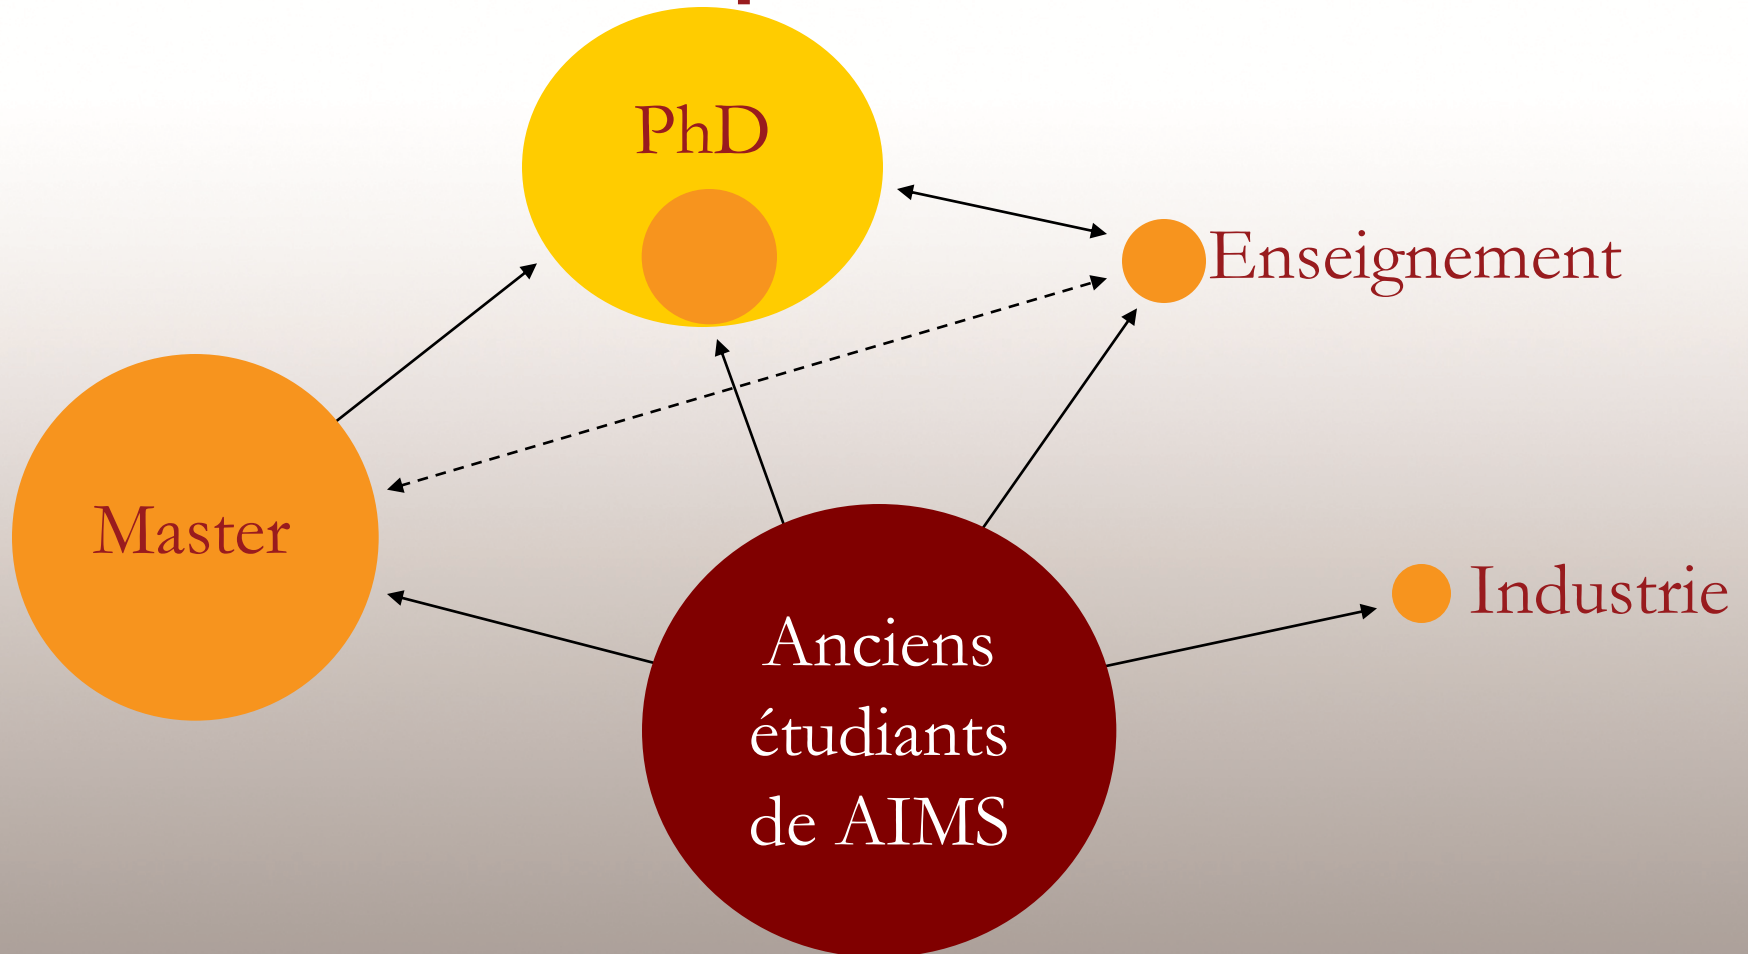 PhD
Enseignement
Master
Industrie
Anciens
étudiants
de AIMS